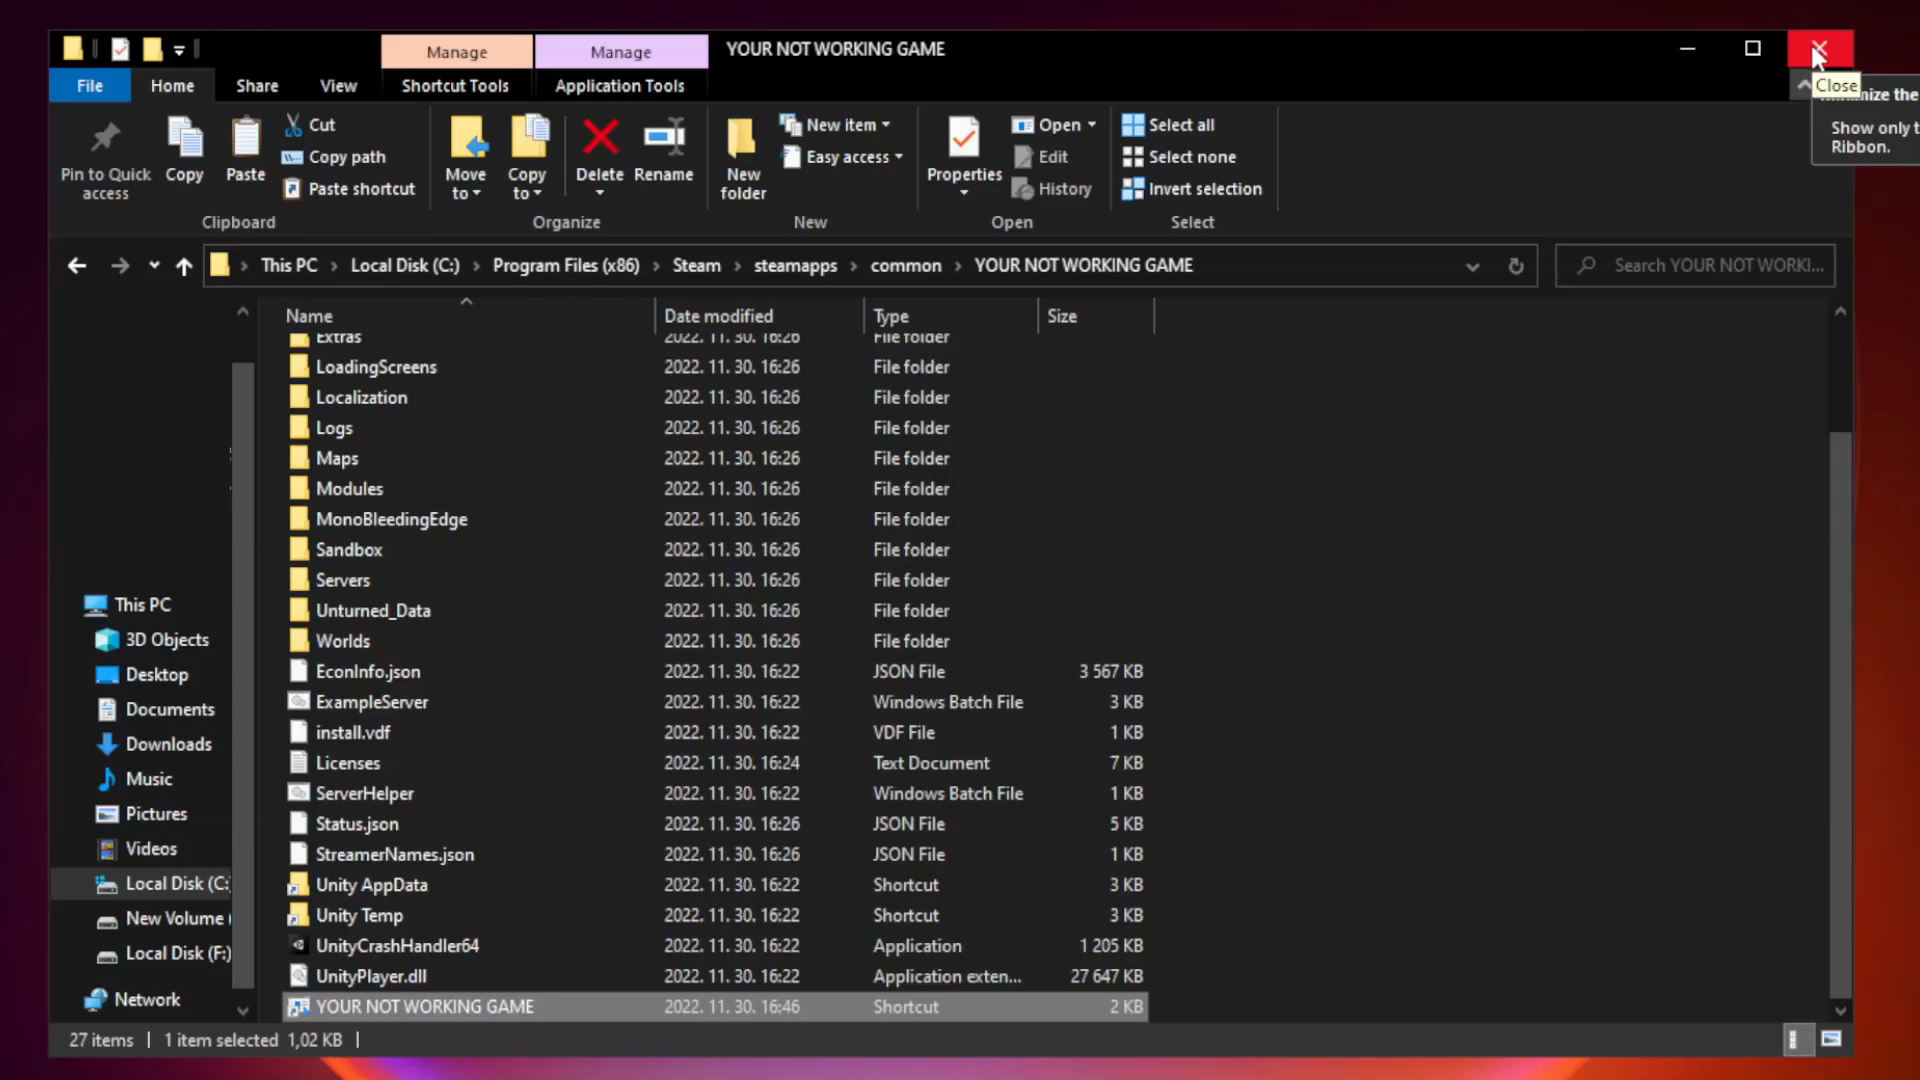 Manage
Manage
YOUR NOT WORKING GAME
File
Home
Share
View
Shortcut Tools
Application Tools
Close
the
Show only t
Ribbon.
Pin to Quick
access
Copy
Paste
Cut
Copy path
Paste shortcut
Clipboard
Move
to
Copy
to
Delete
Rename
Organize
New
folder
New item
Easy access
New
Properties
Open
Edit
History
Open
Select all
Select none
Invert selection
Select
This PC
Local Disk (C:)
Program Files (x86)
Steam
steamapps
common
YOUR NOT WORKING GAME
Search YOUR NOT WORKI...
Name
Date modified
Type
Size
Extras 2022. 11. 30. 16:26 File folder
LoadingScreens 2022. 11. 30. 16:26 File folder
Localization 2022. 11. 30. 16:26 File folder
Logs 2022. 11. 30. 16:26 File folder
Maps 2022. 11. 30. 16:26 File folder
Modules 2022. 11. 30. 16:26 File folder
MonoBleedingEdge 2022. 11. 30. 16:26 File folder
Sandbox 2022. 11. 30. 16:26 File folder
Servers 2022. 11. 30. 16:26 File folder
Unturned_Data 2022. 11. 30. 16:26 File folder
Worlds 2022. 11. 30. 16:26 File folder
EconInfo.json 2022. 11. 30. 16:22 JSON File 3 567 KB
ExampleServer 2022. 11. 30. 16:22 Windows Batch File 3 KB
install.vdf 2022. 11. 30. 16:22 VDF File 1 KB
Licenses 2022. 11. 30. 16:24 Text Document 7 KB
ServerHelper 2022. 11. 30. 16:22 Windows Batch File 1 KB
Status.json 2022. 11. 30. 16:26 JSON File 5 KB
StreamerNames.json 2022. 11. 30. 16:26 JSON File 1 KB
Unity AppData 2022. 11. 30. 16:22 Shortcut 3 KB
Unity Temp 2022. 11. 30. 16:22 Shortcut 3 KB
UnityCrashHandler64 2022. 11. 30. 16:22 Application 1 205 KB
UnityPlayer.dll 2022. 11. 30. 16:22 Application exten... 27 647 KB
YOUR NOT WORKING GAME 2022. 11. 30. 16:46 Shortcut 2 KB
This PC
3D Objects
Desktop
Documents
Downloads
Music
Pictures
Videos
Local Disk (C:
New Volume (
Local Disk (F:)
Network
27 items
1 item selected 1,02 KB